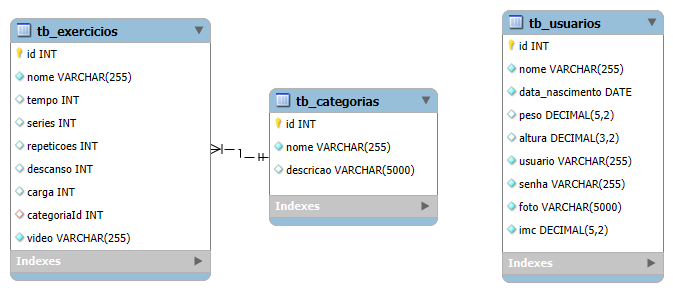 tb_exercicios
id INT
nome VARCHAR(255)
tempo INT
series INT
repeticoes INT
descanso INT
carga INT
categoriaId INT
video VARCHAR(255)
Indexes
tb_categorias
id INT
nome VARCHAR(255)
descricao VARCHAR(5000)
Indexes
tb_usuarios
id INT
nome VARCHAR(255)
data_nascimento DATE
peso DECIMAL(5,2)
altura DECIMAL(3,2)
usuario VARCHAR(255)
senha VARCHAR(255)
foto VARCHAR(5000)
imc DECIMAL(5,2)
Indexes